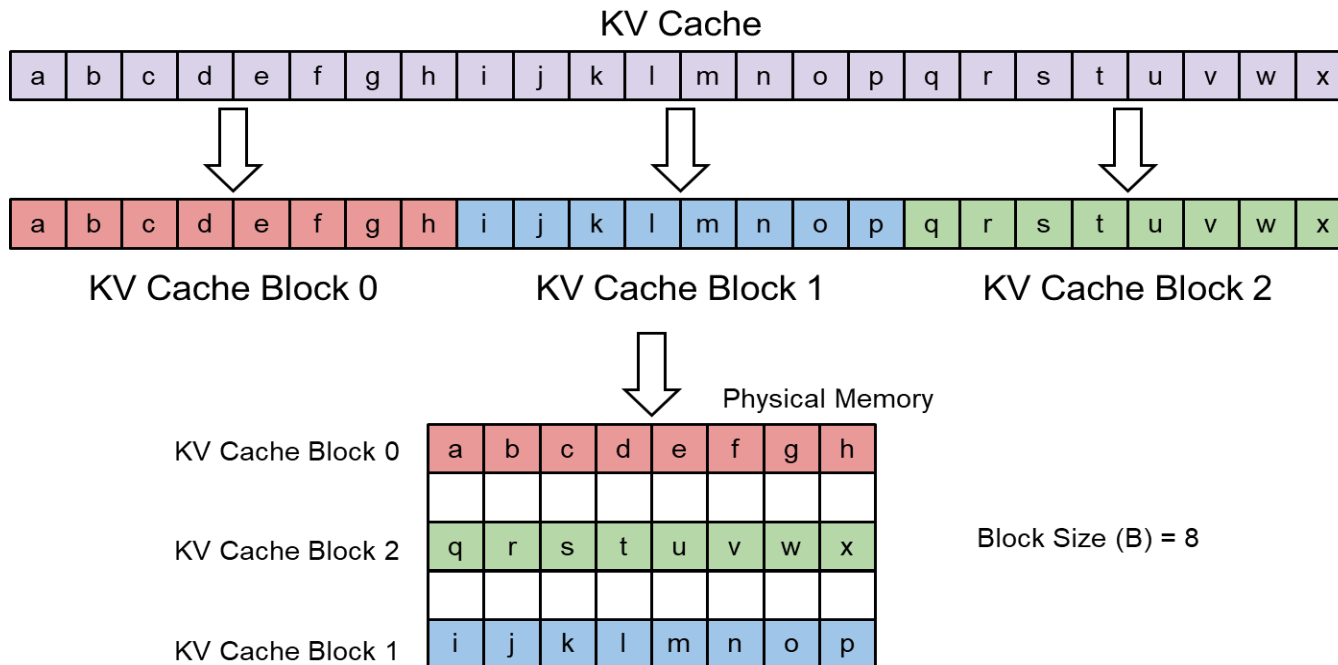 KV Cache
a b c d e f g h i j k l m n o p q r s t u v w x
a b c d e f g h i j k l m n o p q r s t u v w x
KV Cache Block 0 KV Cache Block 1 KV Cache Block 2
Physical Memory
KV Cache Block 0 a b c d e f g h
KV Cache Block 2 q r s t u v w x
Block Size (B) = 8
KV Cache Block 1 i j k l m n o p